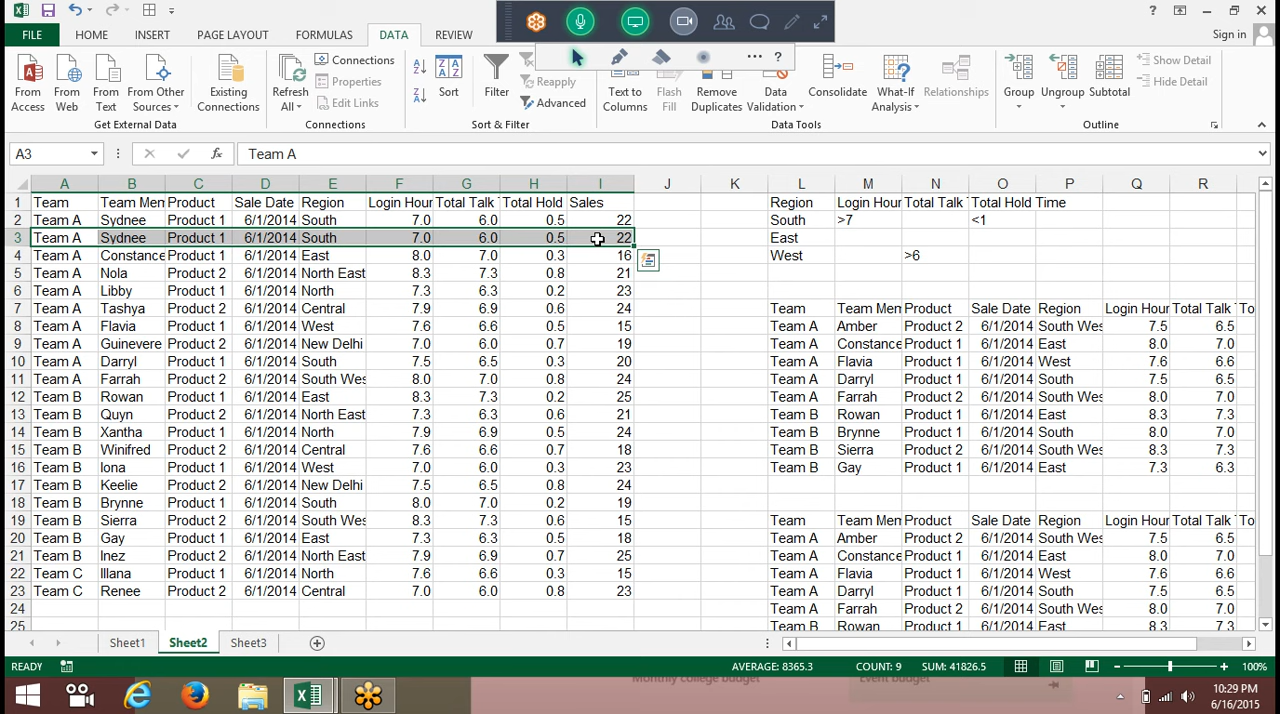 ?
FILE HOME INSERT PAGE LAYOUT FORMULAS DATA REVIEW Sign in
From Access
From Web
From Text
From Other Sources
Existing Connections
Get External Data
Refresh All
Connections
Properties
Edit Links
Connections
Sort
Filter
Reapply
Advanced
Sort & Filter
Text to Columns
Flash Fill
Remove Duplicates
Data Validation
Consolidate
What-If Analysis
Relationships
Data Tools
Group
Ungroup
Subtotal
Show Detail
Hide Detail
Outline
... ?
A3 fx Team A
A B C D E F G H I J K L M N O P Q R
1 Team Team Mem Product Sale Date Region Login Hour Total Talk Total Hold Sales Region Login Hour Total Talk Total Hold Time
2 Team A Sydnee Product 1 6/1/2014 South 7.0 6.0 0.5 22 South >7 <1
3 Team A Sydnee Product 1 6/1/2014 South 7.0 6.0 0.5 22 East
4 Team A Constance Product 1 6/1/2014 East 8.0 7.0 0.3 16 West >6
5 Team A Nola Product 2 6/1/2014 North East 8.3 7.3 0.8 21
6 Team A Libby Product 1 6/1/2014 North 7.3 6.3 0.2 23
7 Team A Tashya Product 2 6/1/2014 Central 7.9 6.9 0.6 24 Team Team Mem Product Sale Date Region Login Hour Total Talk To
8 Team A Flavia Product 1 6/1/2014 West 7.6 6.6 0.5 15 Team A Amber Product 2 6/1/2014 South Wes 7.5 6.5
9 Team A Guinevere Product 2 6/1/2014 New Delhi 7.0 6.0 0.7 19 Team A Constance Product 1 6/1/2014 East 8.0 7.0
10 Team A Darryl Product 1 6/1/2014 South 7.5 6.5 0.3 20 Team A Flavia Product 1 6/1/2014 West 7.6 6.6
11 Team A Farrah Product 2 6/1/2014 South Wes 8.0 7.0 0.8 24 Team A Darryl Product 1 6/1/2014 South 7.5 6.5
12 Team B Rowan Product 1 6/1/2014 East 8.3 7.3 0.2 25 Team A Farrah Product 2 6/1/2014 South Wes 8.0 7.0
13 Team B Quyn Product 2 6/1/2014 North East 7.3 6.3 0.6 21 Team B Rowan Product 1 6/1/2014 East 8.3 7.3
14 Team B Xantha Product 1 6/1/2014 North 7.9 6.9 0.5 24 Team B Brynne Product 1 6/1/2014 South 8.0 7.0
15 Team B Winifred Product 2 6/1/2014 Central 7.6 6.6 0.7 18 Team B Sierra Product 2 6/1/2014 South Wes 8.3 7.3
16 Team B Iona Product 1 6/1/2014 West 7.0 6.0 0.3 23 Team B Gay Product 1 6/1/2014 East 7.3 6.3
17 Team B Keelie Product 2 6/1/2014 New Delhi 7.5 6.5 0.8 24
18 Team B Brynne Product 1 6/1/2014 South 8.0 7.0 0.2 19
19 Team B Sierra Product 2 6/1/2014 South Wes 8.3 7.3 0.6 15 Team Team Mem Product Sale Date Region Login Hour Total Talk To
20 Team B Gay Product 1 6/1/2014 East 7.3 6.3 0.5 18 Team A Amber Product 2 6/1/2014 South Wes 7.5 6.5
21 Team B Inez Product 2 6/1/2014 North East 7.9 6.9 0.7 25 Team A Constance Product 1 6/1/2014 East 8.0 7.0
22 Team C Illana Product 1 6/1/2014 North 7.6 6.6 0.3 15 Team A Flavia Product 1 6/1/2014 West 7.6 6.6
23 Team C Renee Product 2 6/1/2014 Central 7.0 6.0 0.8 23 Team A Darryl Product 1 6/1/2014 South 7.5 6.5
24 Team A Farrah Product 2 6/1/2014 South Wes 8.0 7.0
25 Team B Rowan Product 1 6/1/2014 East 8.3 7.3
Sheet1 Sheet2 Sheet3
READY AVERAGE: 8365.3 COUNT: 9 SUM: 41826.5 100%
Monthly college budget Event budget
10:29 PM
6/16/2015